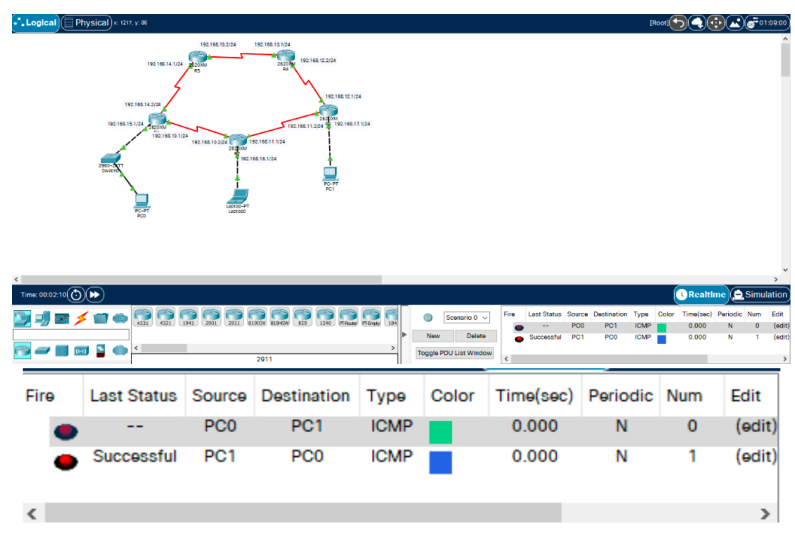 Logical Physical x: 1217, y: 86 [Root] 01:09:00
192.168.13.2/24 192.168.13.1/24
192.168.14.1/24 2620XM R5 2620XM R4 192.168.12.2/24
192.168.14.2/24 192.168.12.1/24
192.168.15.1/24 2620XM 192.168.11.2/24 192.168.17.1/24
192.168.10.1/24 192.168.10.2/24 2620XM 192.168.11.1/24
192.168.16.1/24
PC-PT
PC0
Laptop-PT
Laptop0
PC-PT
PC1
Time: 00:02:10 Realtime Simulation
4331 4321 1941 2901 2911 819IOX 819HGW 829 1240 PT-Router PT-Empty
2911
Scenario 0
New Delete
Toggle PDU List Window
Fire Last Status Source Destination Type Color Time(sec) Periodic Num Edit
-- PC0 PC1 ICMP 0.000 N 0 (edit)
Successful PC1 PC0 ICMP 0.000 N 1 (edit)
Fire Last Status Source Destination Type Color Time(sec) Periodic Num Edit
-- PC0 PC1 ICMP 0.000 N 0 (edit)
Successful PC1 PC0 ICMP 0.000 N 1 (edit)